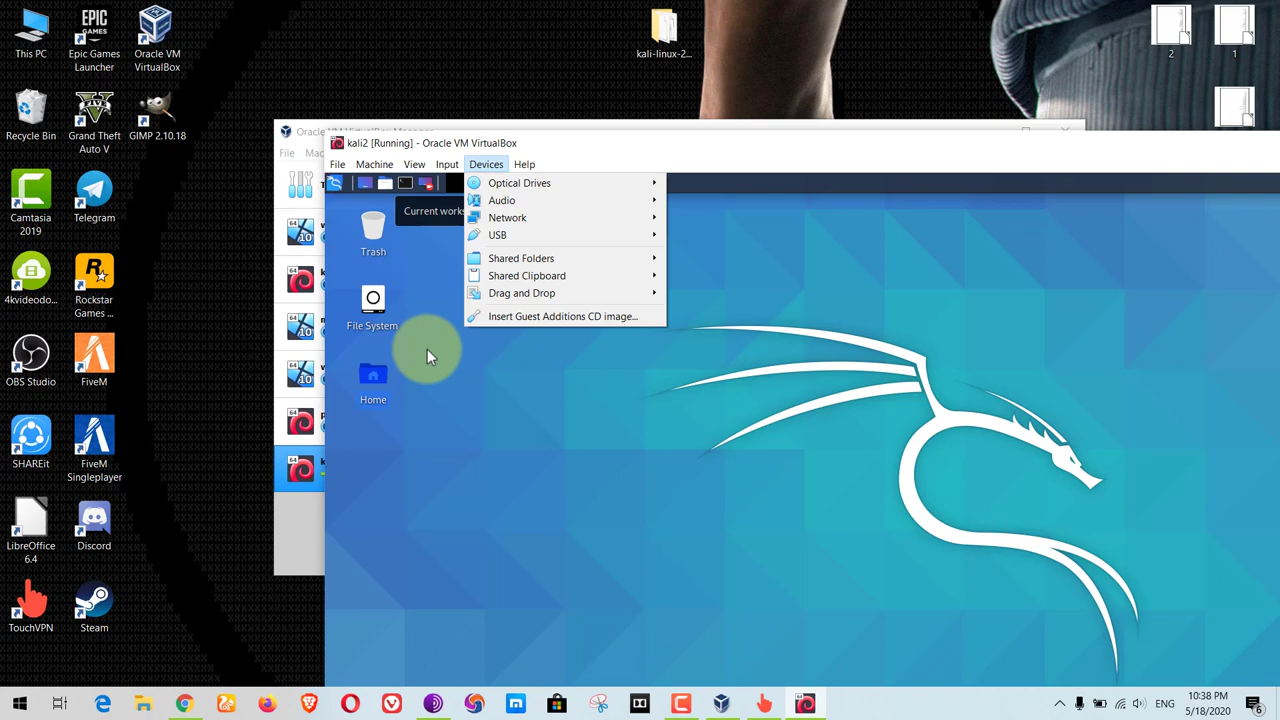 This PC
Epic Games
Launcher
Oracle VM
VirtualBox
kali-linux-2...
2
1
Recycle Bin
Grand Theft
Auto V
GIMP 2.10.18
File
kali2 [Running] - Oracle VM VirtualBox
File Machine View Input Devices Help
Optical Drives
Audio
Network
USB
Shared Folders
Shared Clipboard
Drag and Drop
Insert Guest Additions CD image...
Trash
File System
Home
Camtasia
2019
Telegram
4kvideodo...
Rockstar
Games ...
OBS Studio
FiveM
SHAREit
FiveM
Singleplayer
LibreOffice
6.4
Discord
TouchVPN
Steam
ENG
10:38 PM
5/18/2020
6